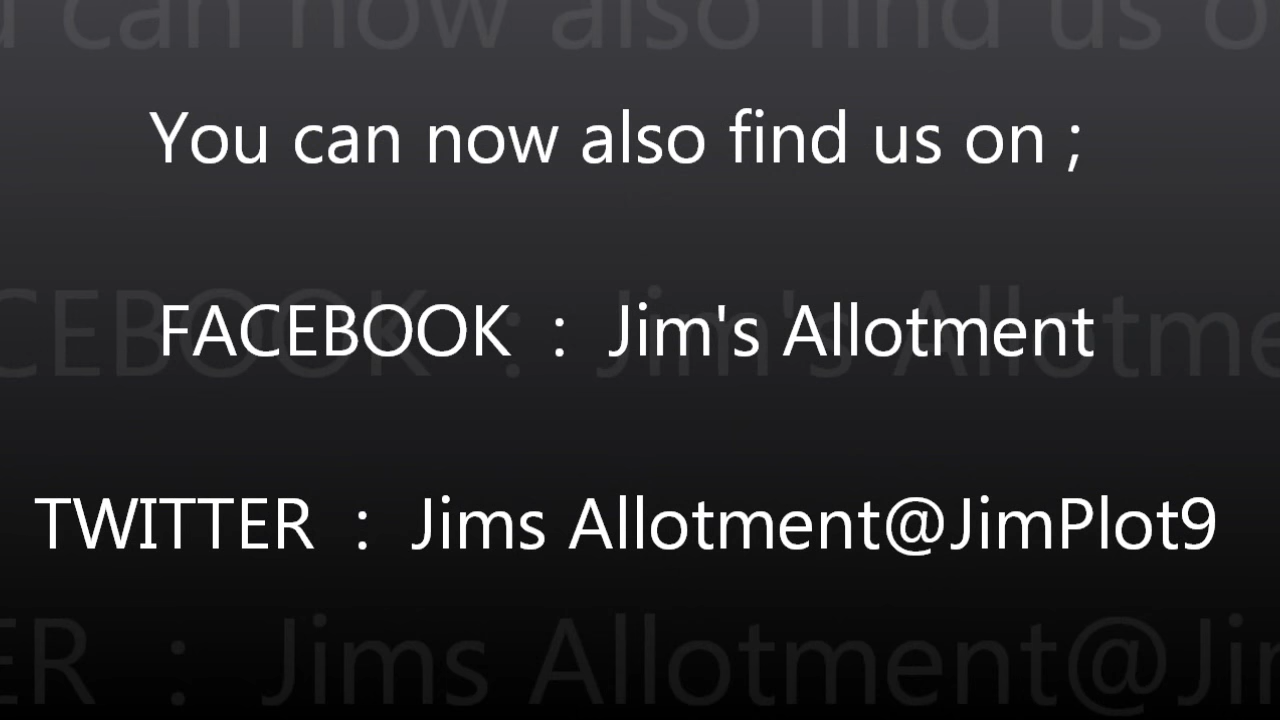 You can now also find us on ;
FACEBOOK : Jim's Allotment
TWITTER : Jims Allotment@JimPlot9